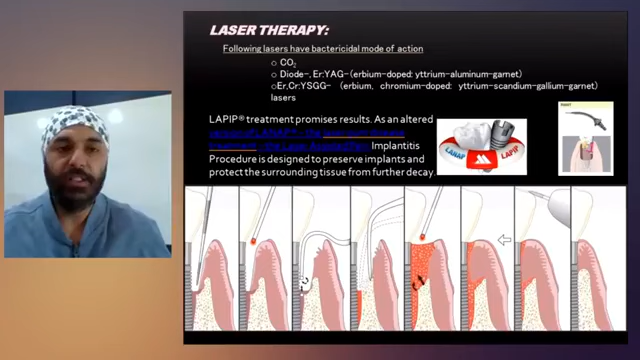 LASER THERAPY:
Following lasers have bactericidal mode of action
o CO2
o Diode-, Er:YAG-(erbium-doped: yttrium-aluminum-garnet)
oEr,Cr:YSGG- (erbium, chromium-doped: yttrium-scandium-gallium-garnet)
lasers
LAPIP® treatment promises results. As an altered
version of LANAP® – the laser gum disease
treatment – the Laser Assisted Peri Implantitis
Procedure is designed to preserve implants and
protect the surrounding tissue from further decay.
LANAP LAPIP